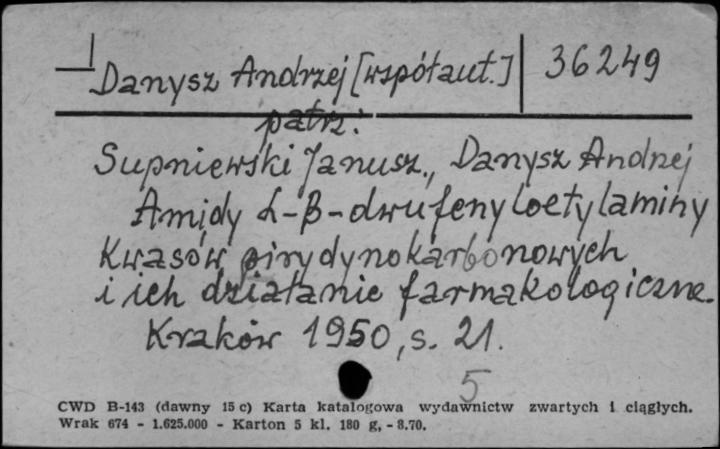 Danysz Andrzej [współaut.] 36249
patrz:
Supniewski Janusz., Danysz Andrzej
Amidy α-β-dwufenyloetylaminy
kwasów pirydynokarbonowych
i ich działanie farmakologiczne.
Kraków 1950, s. 21.
5
CWD B-143 (dawny 15 c) Karta katalogowa wydawnictw zwartych i ciągłych.
Wrak 674 - 1.625.000 - Karton 5 kl. 180 g, - 8.70.